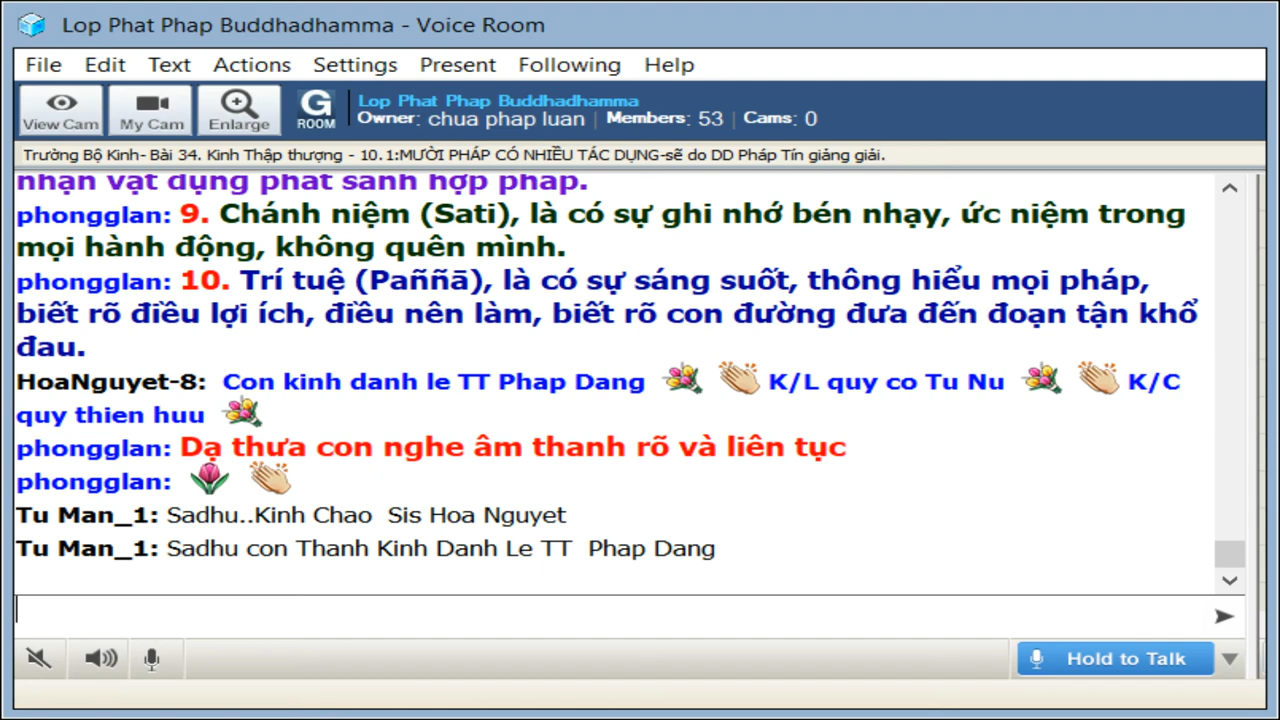 Lop Phat Phap Buddhadhamma - Voice Room
File Edit Text Actions Settings Present Following Help
View Cam My Cam Enlarge G ROOM Lop Phat Phap Buddhadhamma
Owner: chua phap luan | Members: 53 | Cams: 0
Trường Bộ Kinh- Bài 34. Kinh Thập thượng - 10.1:MƯỜI PHÁP CÓ NHIỀU TÁC DỤNG-sẽ do DD Pháp Tín giảng giải.
nhận vật dụng phát sanh hợp pháp.
phongglan: 9. Chánh niệm (Sati), là có sự ghi nhớ bén nhạy, ức niệm trong
mọi hành động, không quên mình.
phongglan: 10. Trí tuệ (Paññā), là có sự sáng suốt, thông hiểu mọi pháp,
biết rõ điều lợi ích, điều nên làm, biết rõ con đường đưa đến đoạn tận khổ
đau.
HoaNguyet-8: Con kinh danh le TT Phap Dang K/L quy co Tu Nu K/C
quy thien huu
phongglan: Dạ thưa con nghe âm thanh rõ và liên tục
phongglan:
Tu Man_1: Sadhu..Kinh Chao Sis Hoa Nguyet
Tu Man_1: Sadhu con Thanh Kinh Danh Le TT Phap Dang
Hold to Talk